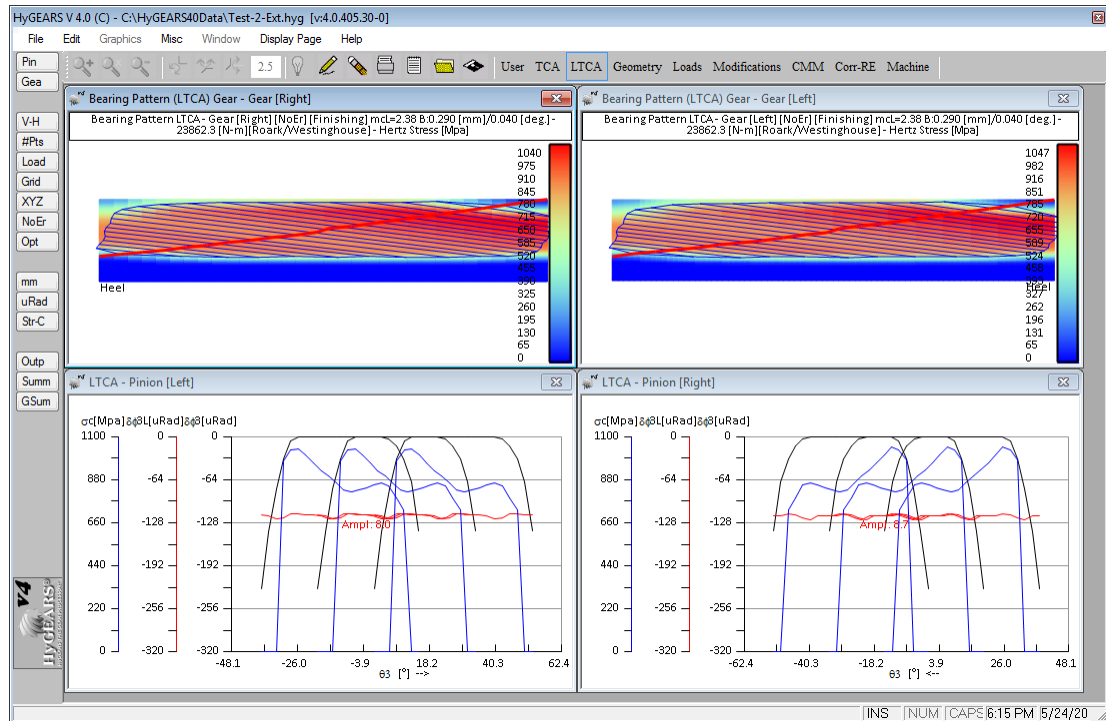 HyGEARS V 4.0 (C) - C:\HyGEARS40Data\Test-2-Ext.hyg [v:4.0.405.30-0]
File Edit Graphics Misc Window Display Page Help
Pin
Gea
2.5 User TCA LTCA Geometry Loads Modifications CMM Corr-RE Machine
V-H
#Pts
Load
Grid
XYZ
NoEr
Opt
mm
uRad
Str-C
Outp
Summ
GSum
v4
HyGEARS
Bearing Pattern (LTCA) Gear - Gear [Right]
Bearing Pattern LTCA - Gear [Right] [NoEr] [Finishing] mcL=2.38 B:0.290 [mm]/0.040 [deg.] -
23862.3 [N-m][Roark/Westinghouse] - Hertz Stress [Mpa]
1040
975
910
845
780
715
650
585
520
455
390
325
260
195
130
65
0
Heel
Bearing Pattern (LTCA) Gear - Gear [Left]
Bearing Pattern LTCA - Gear [Left] [NoEr] [Finishing] mcL=2.38 B:0.290 [mm]/0.040 [deg.] -
23862.3 [N-m][Roark/Westinghouse] - Hertz Stress [Mpa]
1047
982
916
851
785
720
655
589
524
458
327
262
196
131
65
0
Heel
LTCA - Pinion [Left]
σc[Mpa] δϕ3L[uRad] δϕ3[uRad]
1100 0 0
880 -64 -64
660 -128 -128
440 -192 -192
220 -256 -256
0 -320 -320
Ampl: 8.0
-48.1 -26.0 -3.9 18.2 40.3 62.4
θ3 [°] -->
LTCA - Pinion [Right]
σc[Mpa] δϕ3L[uRad] δϕ3[uRad]
1100 0 0
880 -64 -64
660 -128 -128
440 -192 -192
220 -256 -256
0 -320 -320
Ampl: 8.7
-62.4 -40.3 -18.2 3.9 26.0 48.1
θ3 [°] <--
INS NUM CAPS 6:15 PM 5/24/20